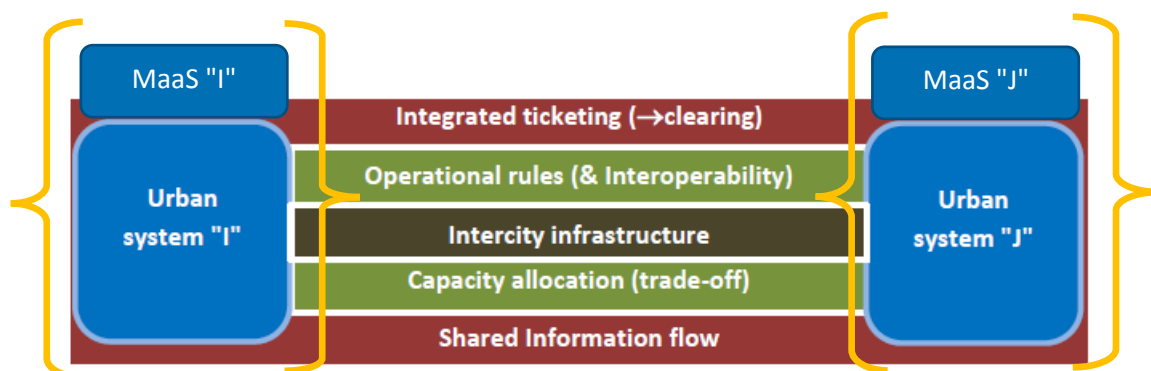 MaaS "I"
MaaS "J"
Integrated ticketing (→clearing)
Operational rules (& Interoperability)
Urban
system "I"
Urban
system "J"
Intercity infrastructure
Capacity allocation (trade-off)
Shared Information flow